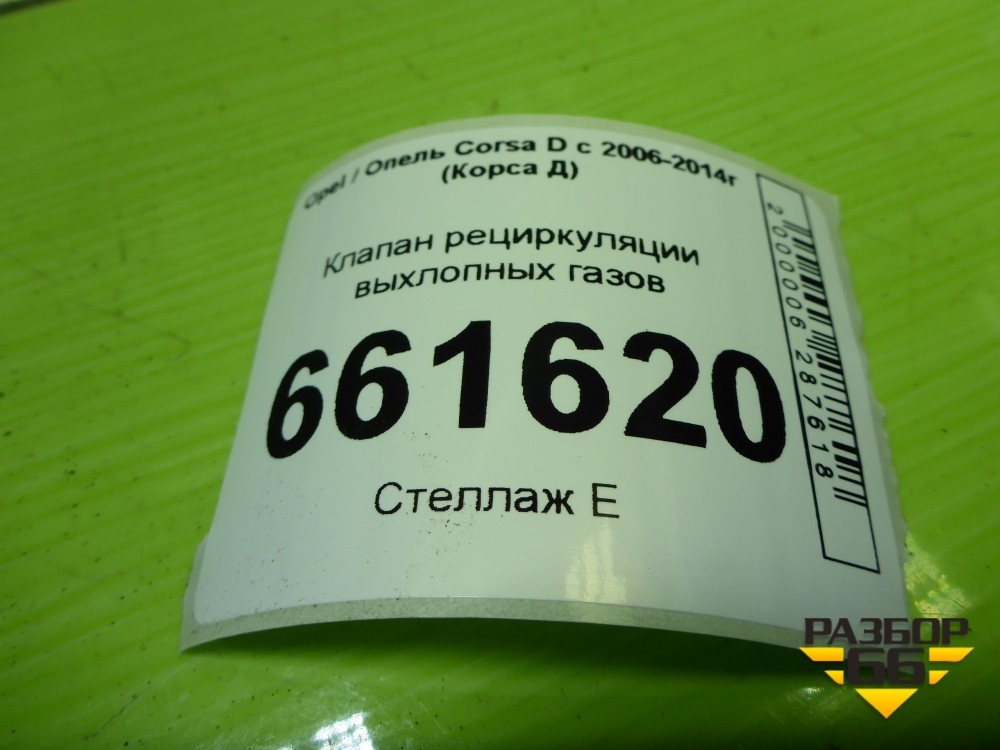 Opel / Опель Corsa D с 2006-2014г
(Корса Д)
Клапан рециркуляции
выхлопных газов
661620
Стеллаж Е
2000006287618
РАЗБОР
66